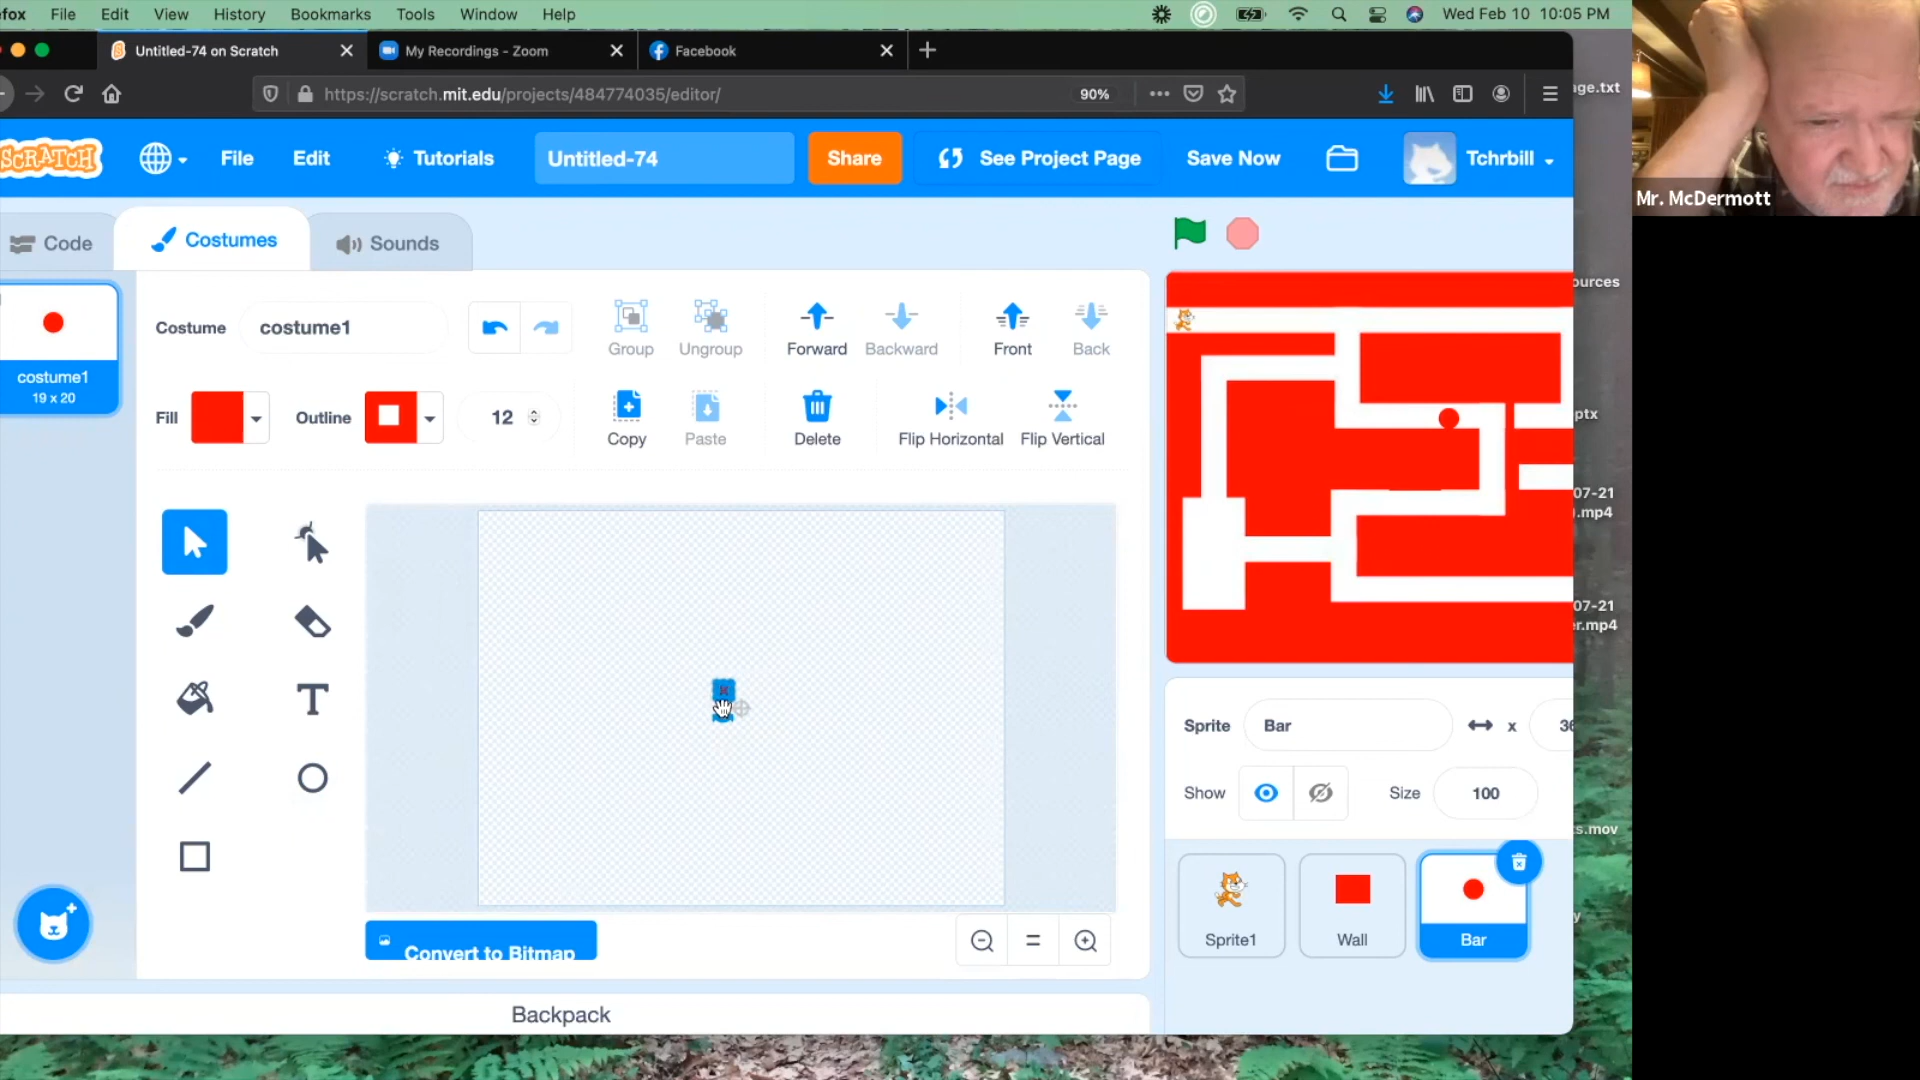 fox File Edit View History Bookmarks Tools Window Help Wed Feb 10 10:05 PM
Untitled-74 on Scratch My Recordings - Zoom Facebook
https://scratch.mit.edu/projects/484774035/editor/ 90%
age.txt
SCRATCH File Edit Tutorials Untitled-74 Share See Project Page Save Now Tchrbill
Mr. McDermott
Code Costumes Sounds
ources
Costume costume1 Group Ungroup Forward Backward Front Back
costume1
19 x 20
Fill Outline 12 Copy Paste Delete Flip Horizontal Flip Vertical
ptx
07-21
).mp4
07-21
er.mp4
Sprite Bar x 36
Show Size 100
ts.mov
Sprite1 Wall Bar
y
Convert to Bitmap
Backpack